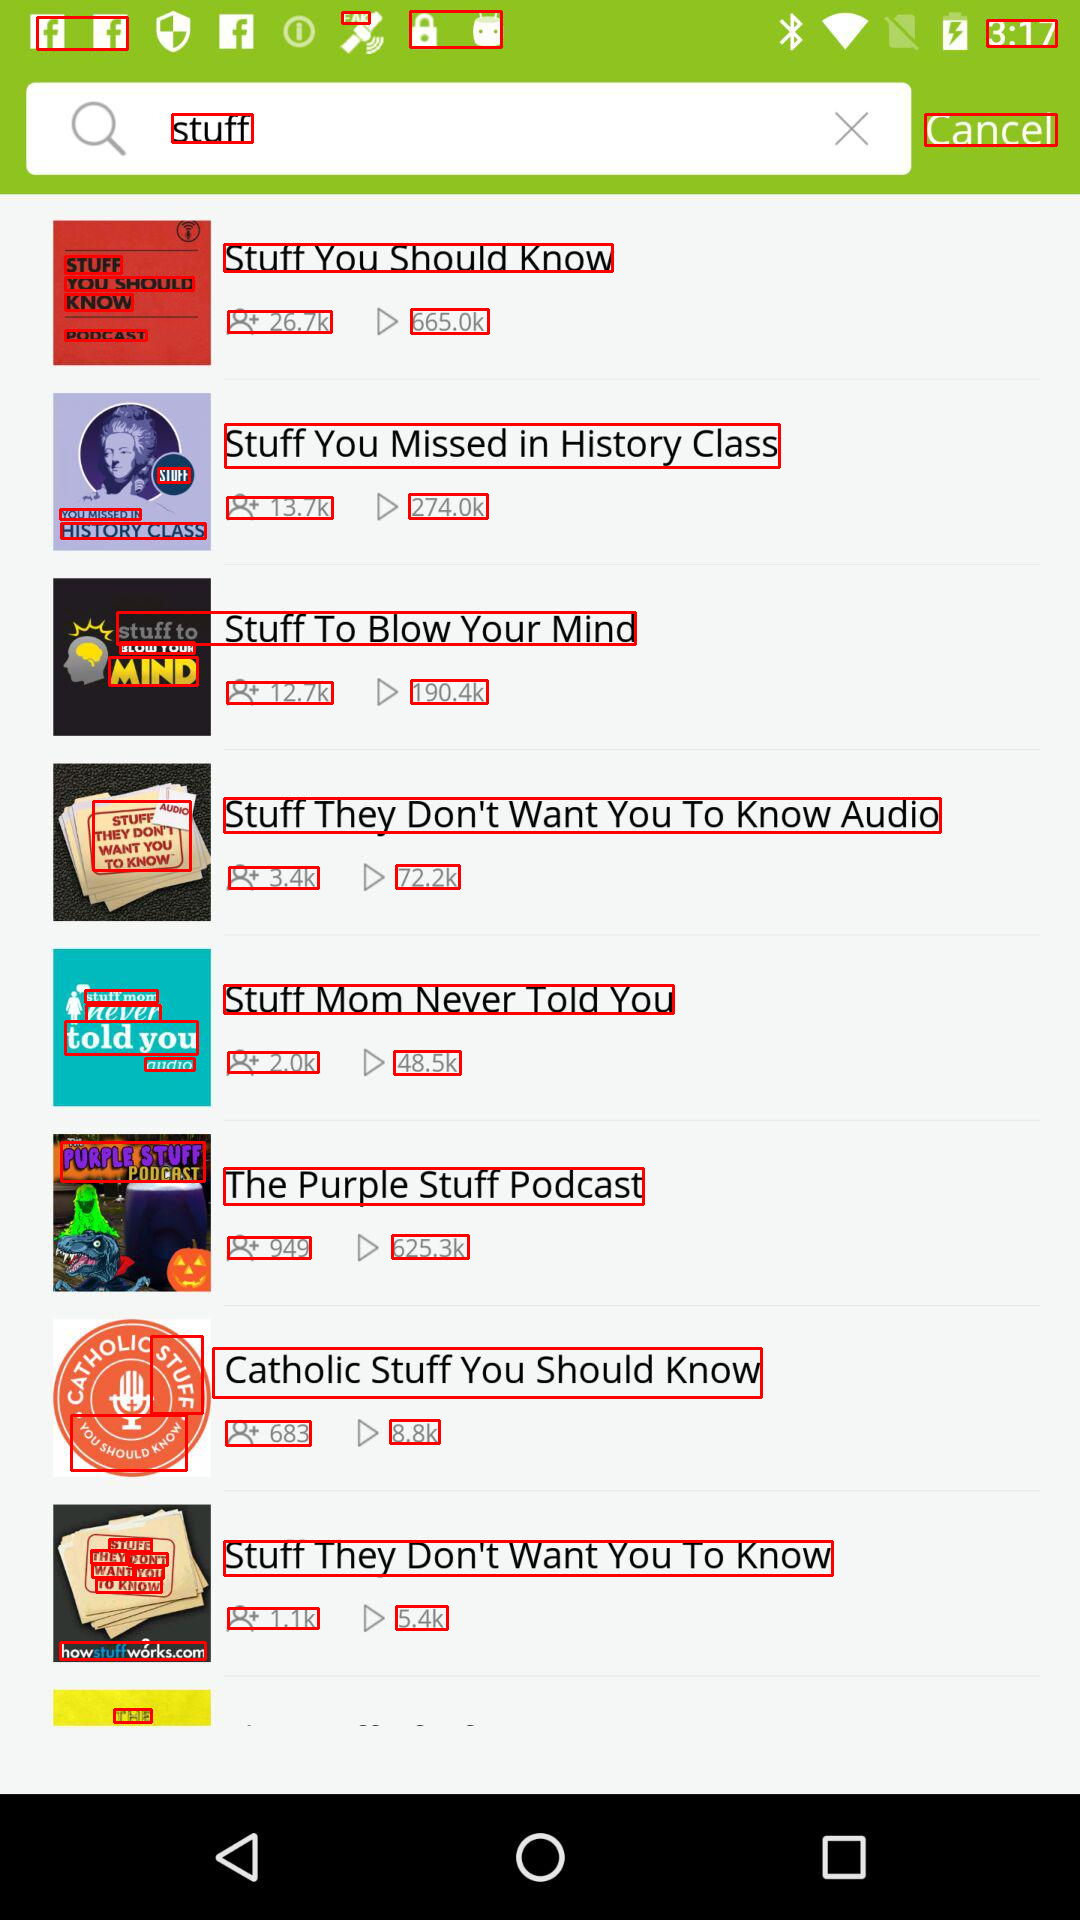 FAKE
3:17
stuff
Cancel
STUFF
YOU SHOULD
KNOW
PODCAST
Stuff You Should Know
26.7k 665.0k
STUFF
YOU MISSED IN
HISTORY CLASS
Stuff You Missed in History Class
13.7k 274.0k
stuff to
BLOW YOUR
MIND
Stuff To Blow Your Mind
12.7k 190.4k
AUDIO
STUFF
THEY DON'T
WANT YOU
TO KNOW
Stuff They Don't Want You To Know Audio
3.4k 72.2k
stuff mom
never
told you
audio
Stuff Mom Never Told You
2.0k 48.5k
THE
PURPLE STUFF
PODCAST
The Purple Stuff Podcast
949 625.3k
CATHOLIC STUFF
YOU SHOULD KNOW
Catholic Stuff You Should Know
683 8.8k
STUFF
THEY DON'T
WANT YOU
TO KNOW
howstuffworks.com
Stuff They Don't Want You To Know
1.1k 5.4k
THE